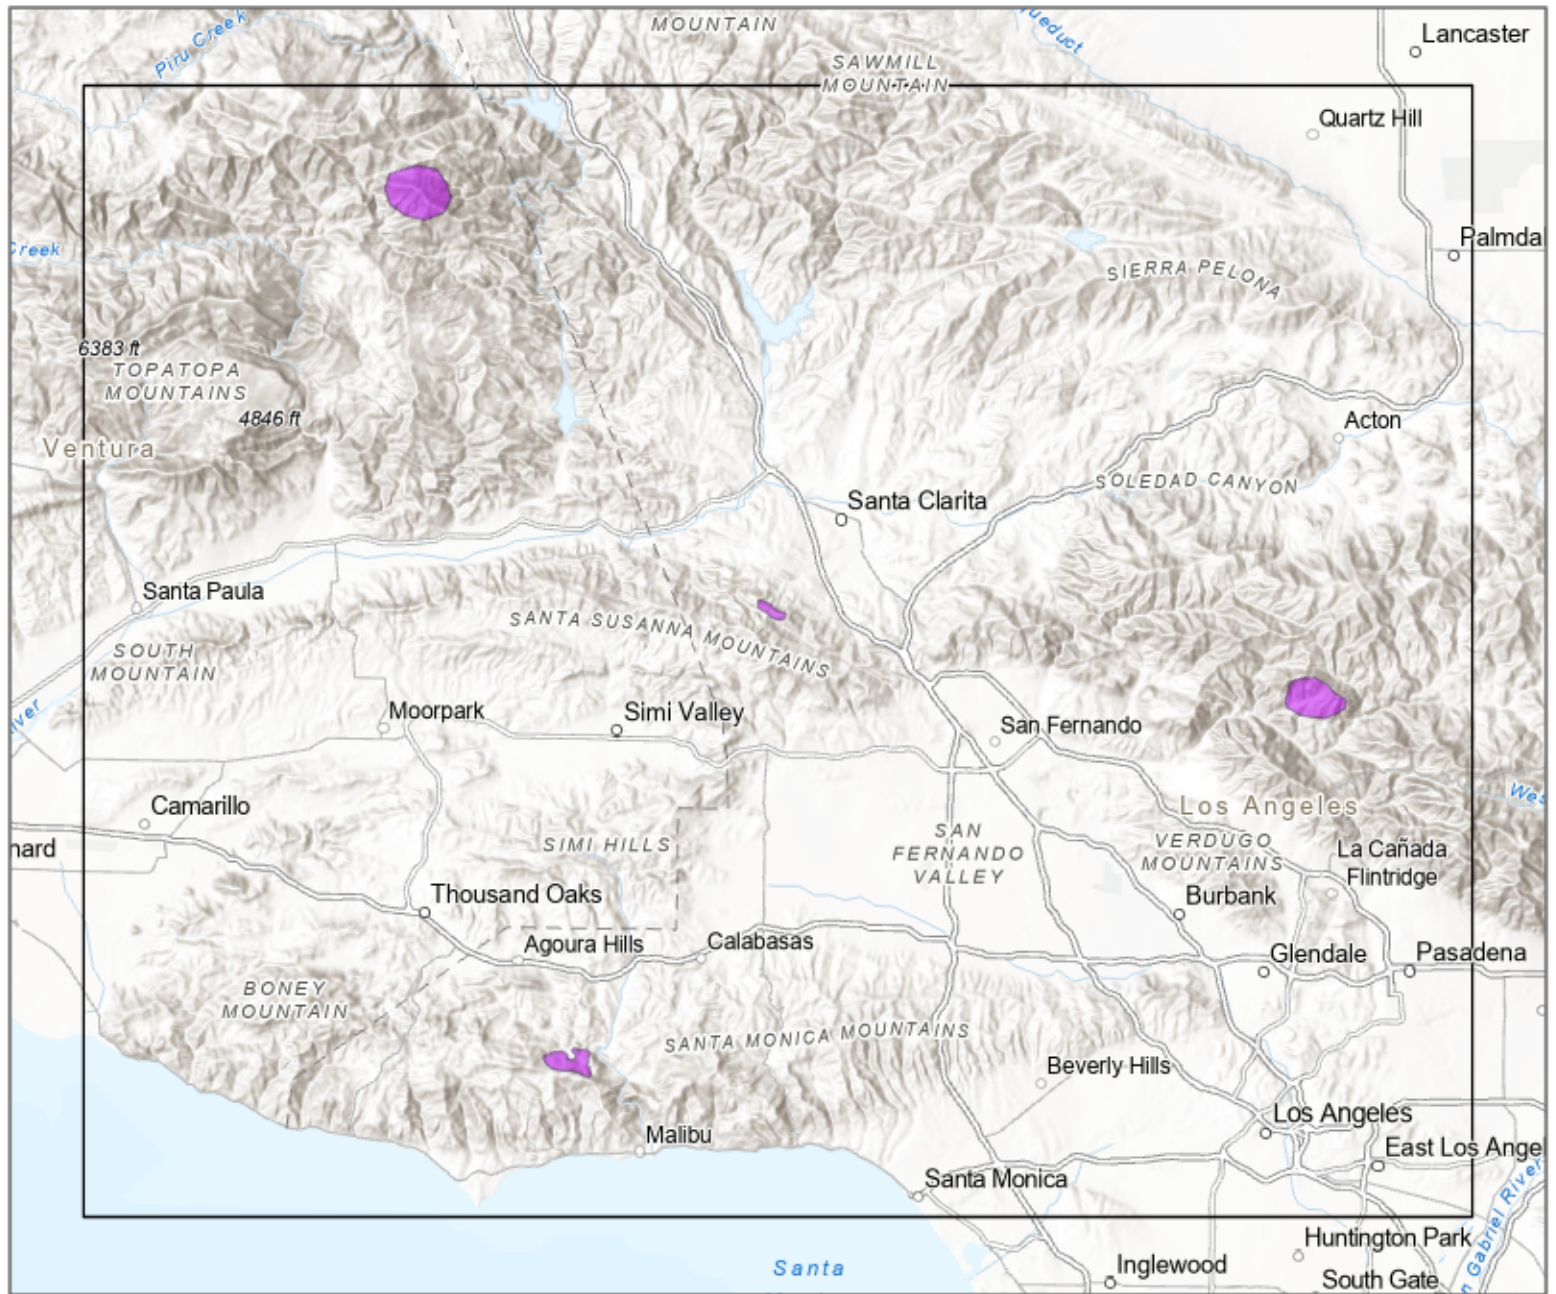 MOUNTAIN
ueduct
Lancaster
Piru Creek
SAWMILL
MOUNTAIN
Quartz Hill
Palmda
Creek
SIERRA PELONA
6383 ft
TOPATOPA
MOUNTAINS
4846 ft
Acton
Ventura
SOLEDAD CANYON
Santa Clarita
Santa Paula
SANTA SUSANNA MOUNTAINS
SOUTH
MOUNTAIN
iver
Moorpark
Simi Valley
San Fernando
Wes
Camarillo
Los Angeles
nard
SIMI HILLS
SAN
FERNANDO
VALLEY
VERDUGO
MOUNTAINS
La Cañada
Flintridge
Thousand Oaks
Burbank
Agoura Hills
Calabasas
Glendale
Pasadena
BONEY
MOUNTAIN
SANTA MONICA MOUNTAINS
Beverly Hills
Los Angeles
Malibu
East Los Angel
Santa Monica
n Gabriel River
Huntington Park
Santa
Inglewood
South Gate